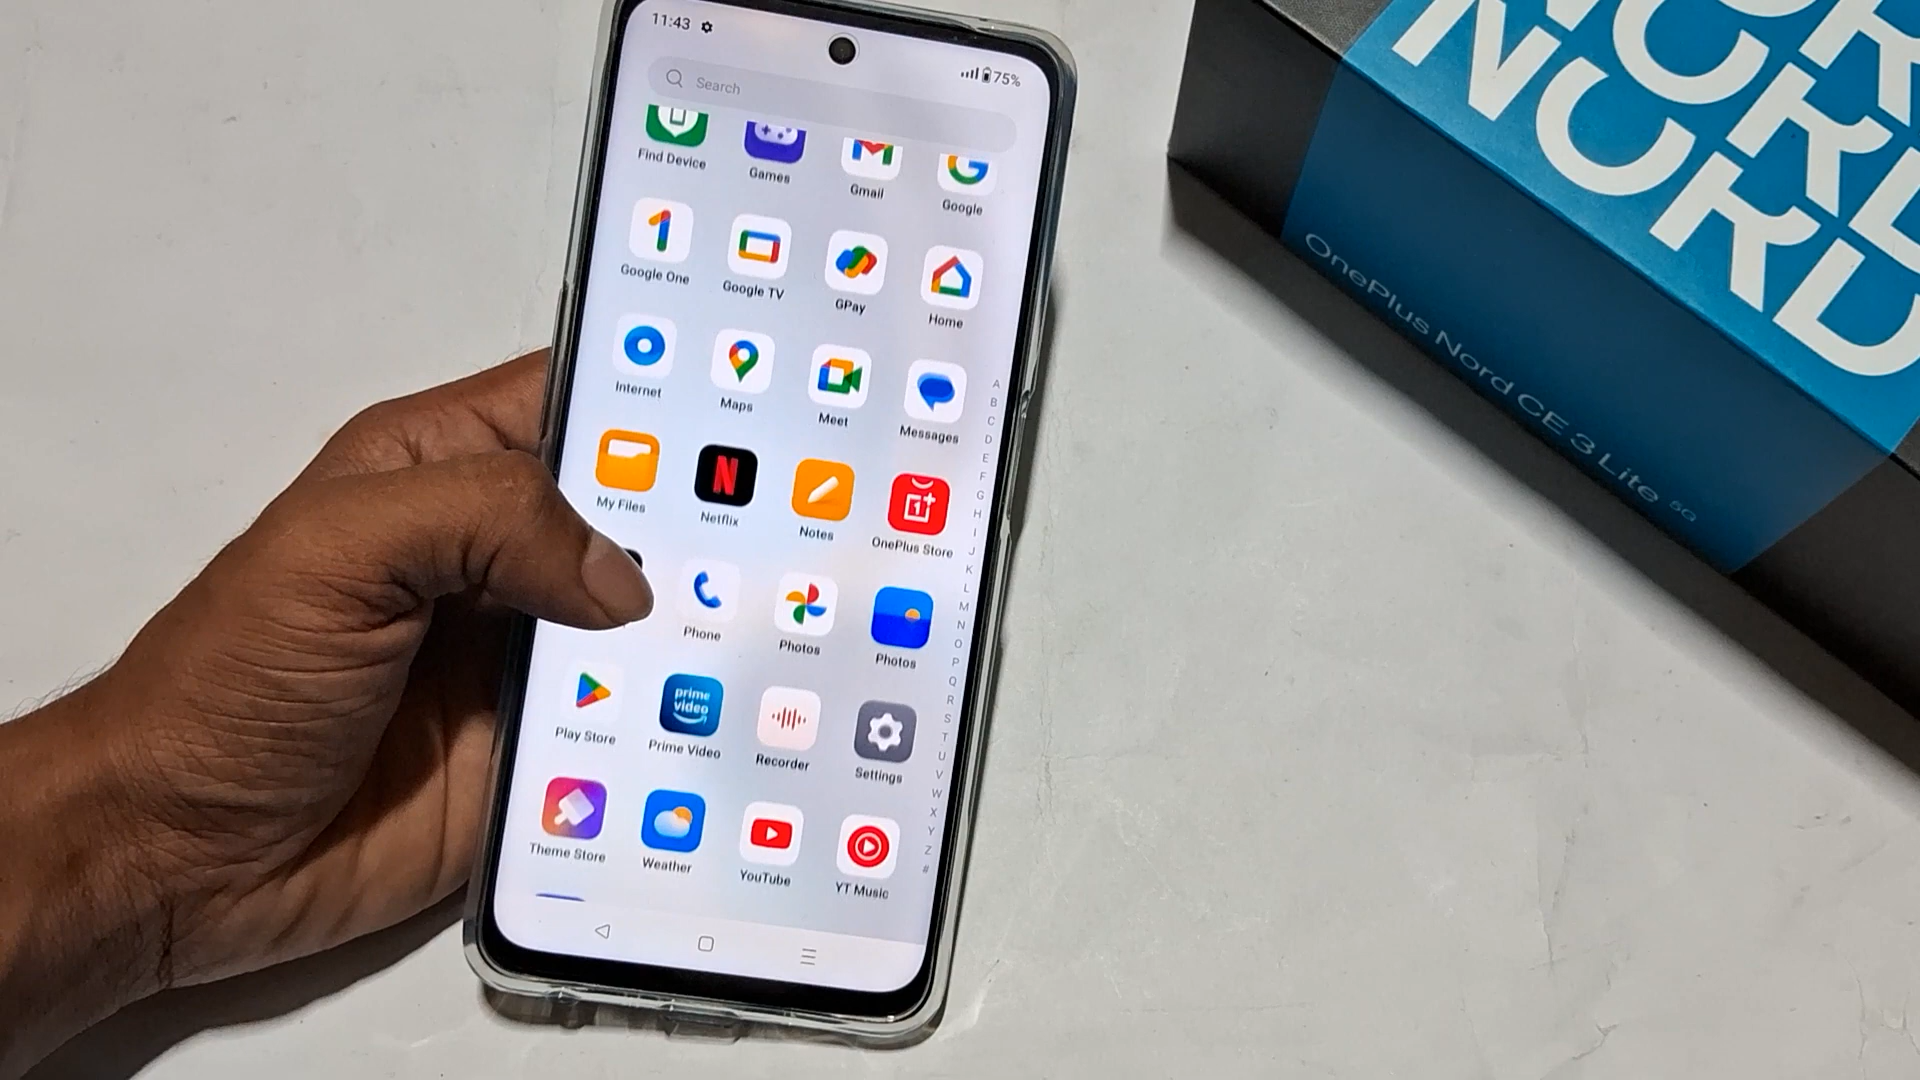 11:43
75%
Search
Find Device
Games
Gmail
Google
Google One
Google TV
GPay
Home
Internet
Maps
Meet
Messages
My Files
Netflix
Notes
OnePlus Store
Phone
Photos
Photos
prime
video
Play Store
Prime Video
Recorder
Settings
Theme Store
Weather
YouTube
YT Music
A
B
C
D
E
F
G
H
I
J
K
L
M
N
O
P
Q
R
S
T
U
V
W
X
Y
Z
#
NORD
NORD
OnePlus Nord CE 3 Lite 5G